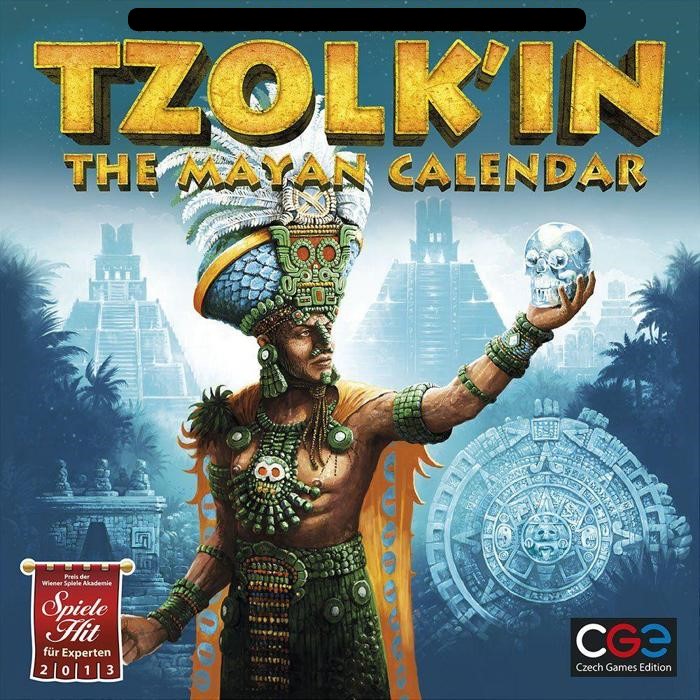 TZOLK'IN
THE MAYAN CALENDAR
Preis der
Wiener Spiele Akademie
Spiele
Hit
für Experten
2013
CGE
Czech Games Edition